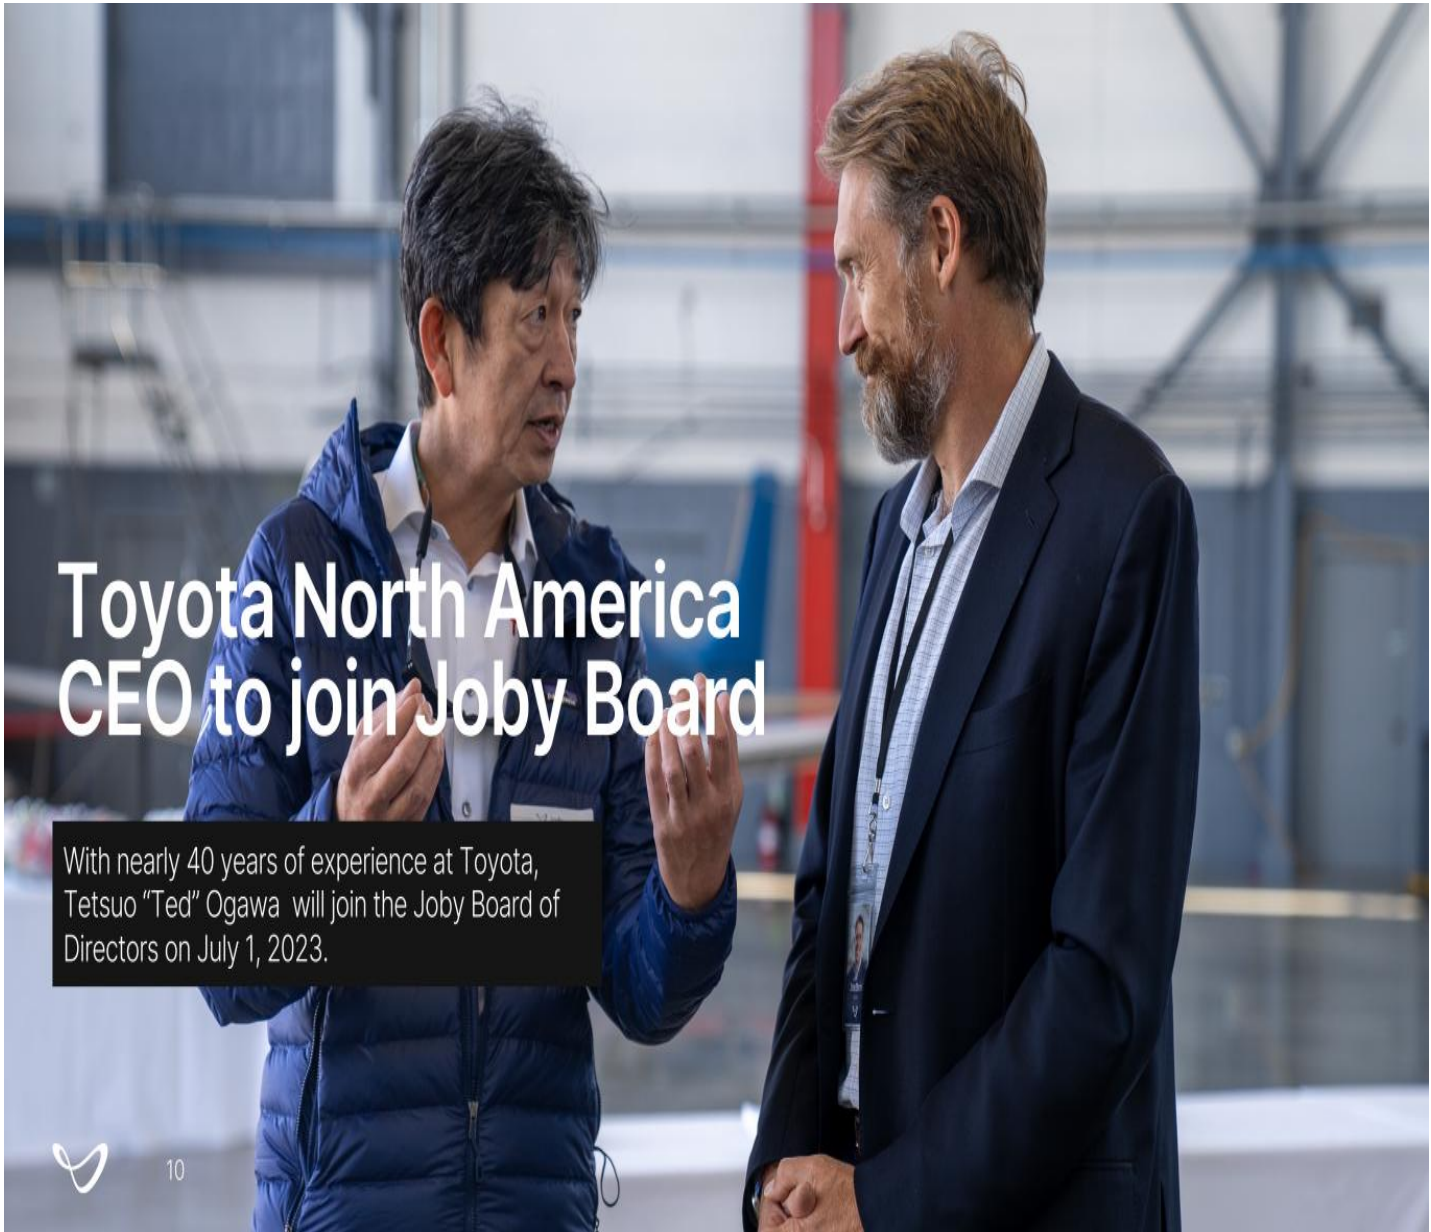 Toyota North America
CEO to join Joby Board
With nearly 40 years of experience at Toyota,
Tetsuo “Ted” Ogawa will join the Joby Board of
Directors on July 1, 2023.
10